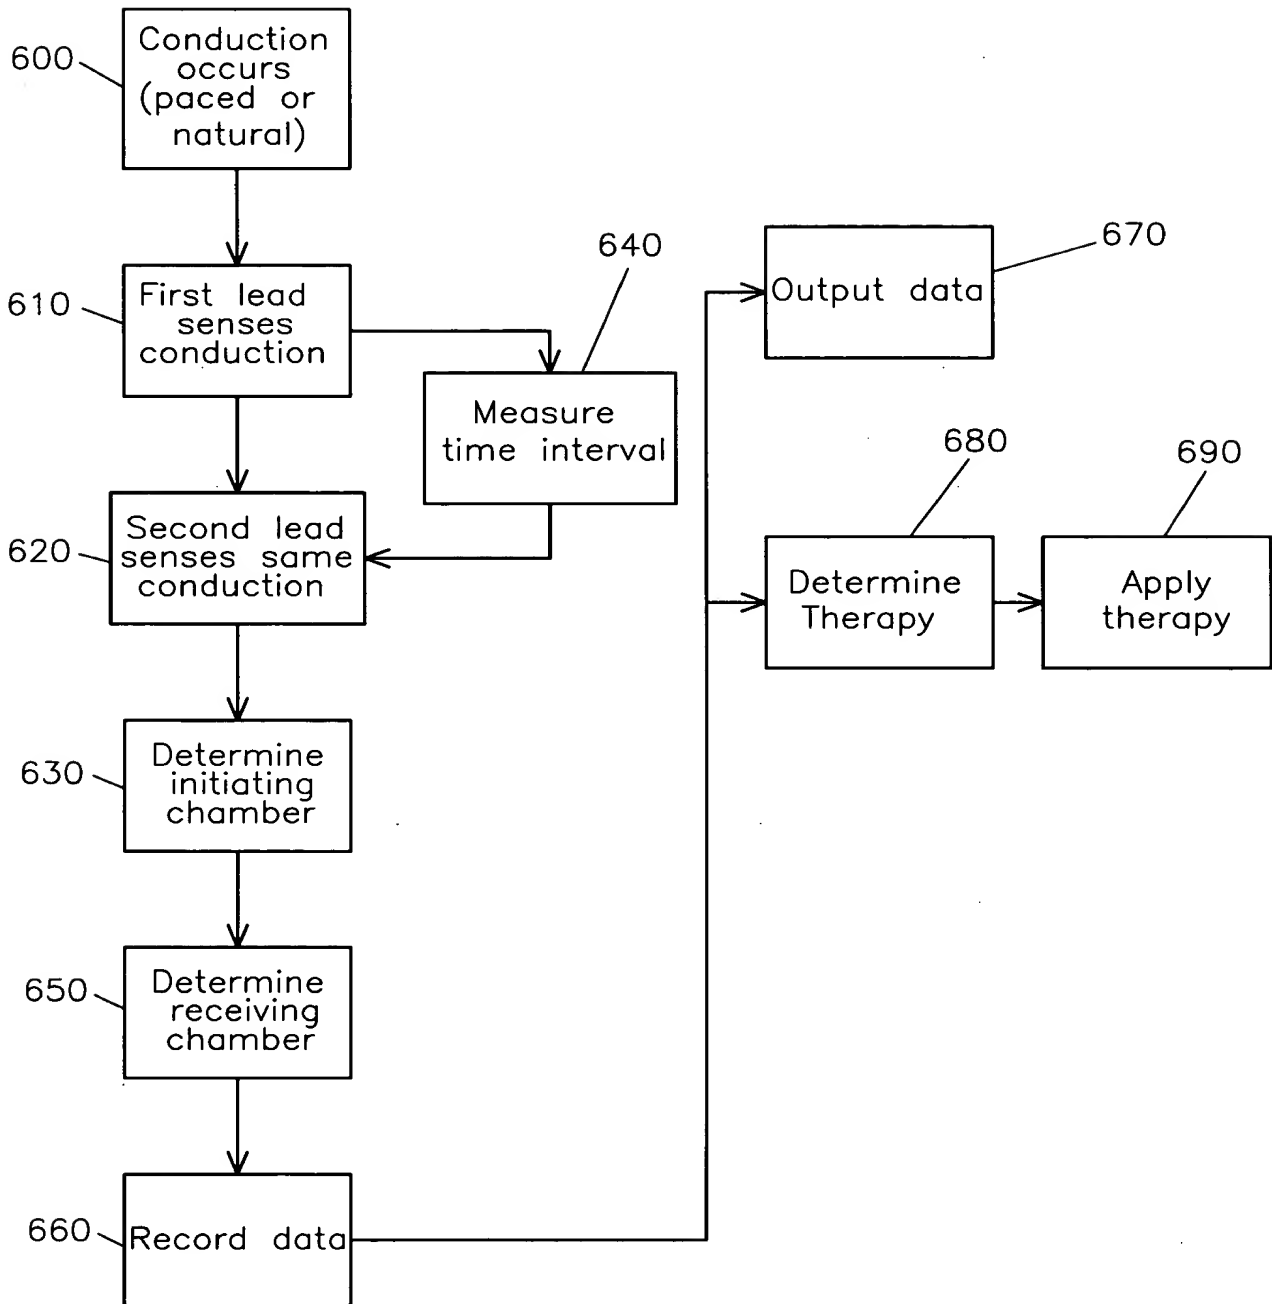 600
Conduction
occurs
(paced or
natural)
610
First lead
senses
conduction
640
Measure
time interval
620
Second lead
senses same
conduction
630
Determine
initiating
chamber
650
Determine
receiving
chamber
660
Record data
670
Output data
680
Determine
Therapy
690
Apply
therapy